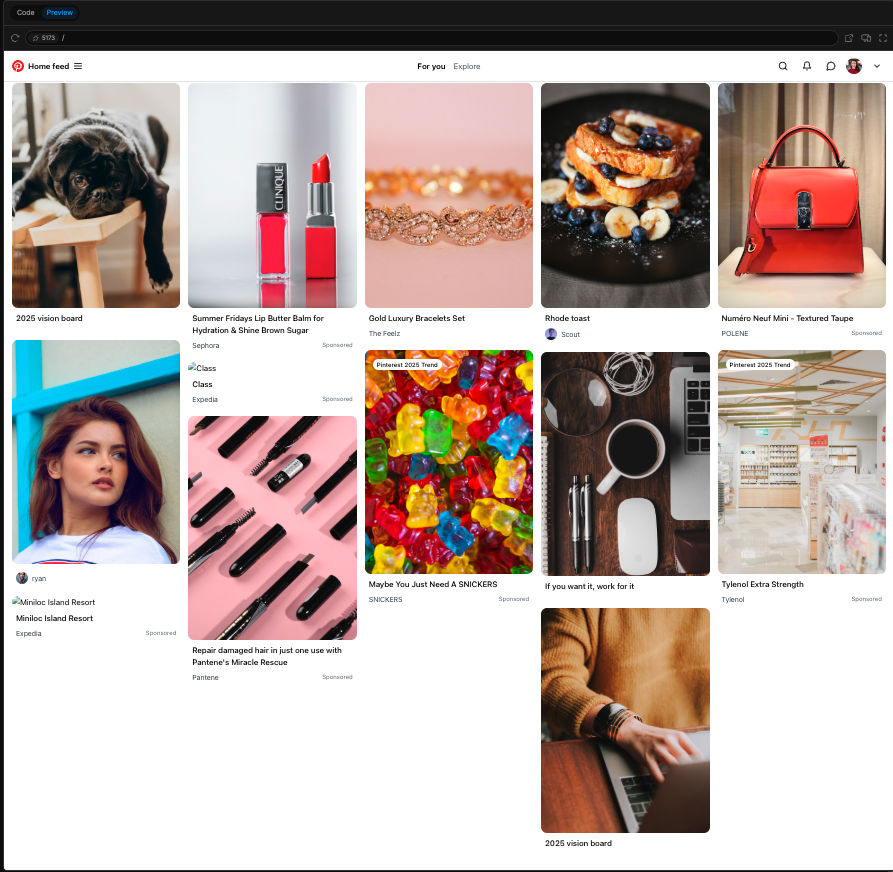 Code Preview
5173 /
Home feed
For you Explore
CLINIQUE
2025 vision board
Summer Fridays Lip Butter Balm for
Hydration & Shine Brown Sugar
Sephora Sponsored
Gold Luxury Bracelets Set
The Feelz
Rhode toast
Scout
Numéro Neuf Mini - Textured Taupe
POLENE Sponsored
ryan
Miniloc Island Resort
Miniloc Island Resort
Expedia Sponsored
Class
Class
Expedia Sponsored
Repair damaged hair in just one use with
Pantene's Miracle Rescue
Pantene Sponsored
Pinterest 2025 Trend
Maybe You Just Need A SNICKERS
SNICKERS Sponsored
If you want it, work for it
2025 vision board
Pinterest 2025 Trend
Tylenol Extra Strength
Tylenol Sponsored